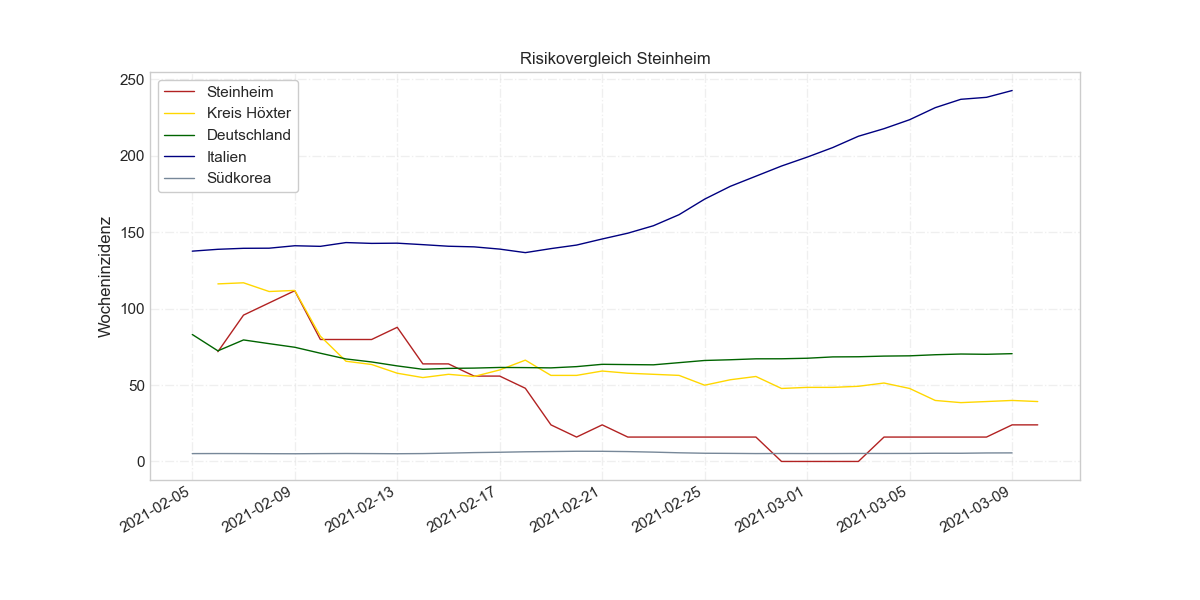 Risikovergleich Steinheim
Wocheninzidenz
250
200
150
100
50
0
Steinheim
Kreis Höxter
Deutschland
Italien
Südkorea
2021-02-05
2021-02-09
2021-02-13
2021-02-17
2021-02-21
2021-02-25
2021-03-01
2021-03-05
2021-03-09